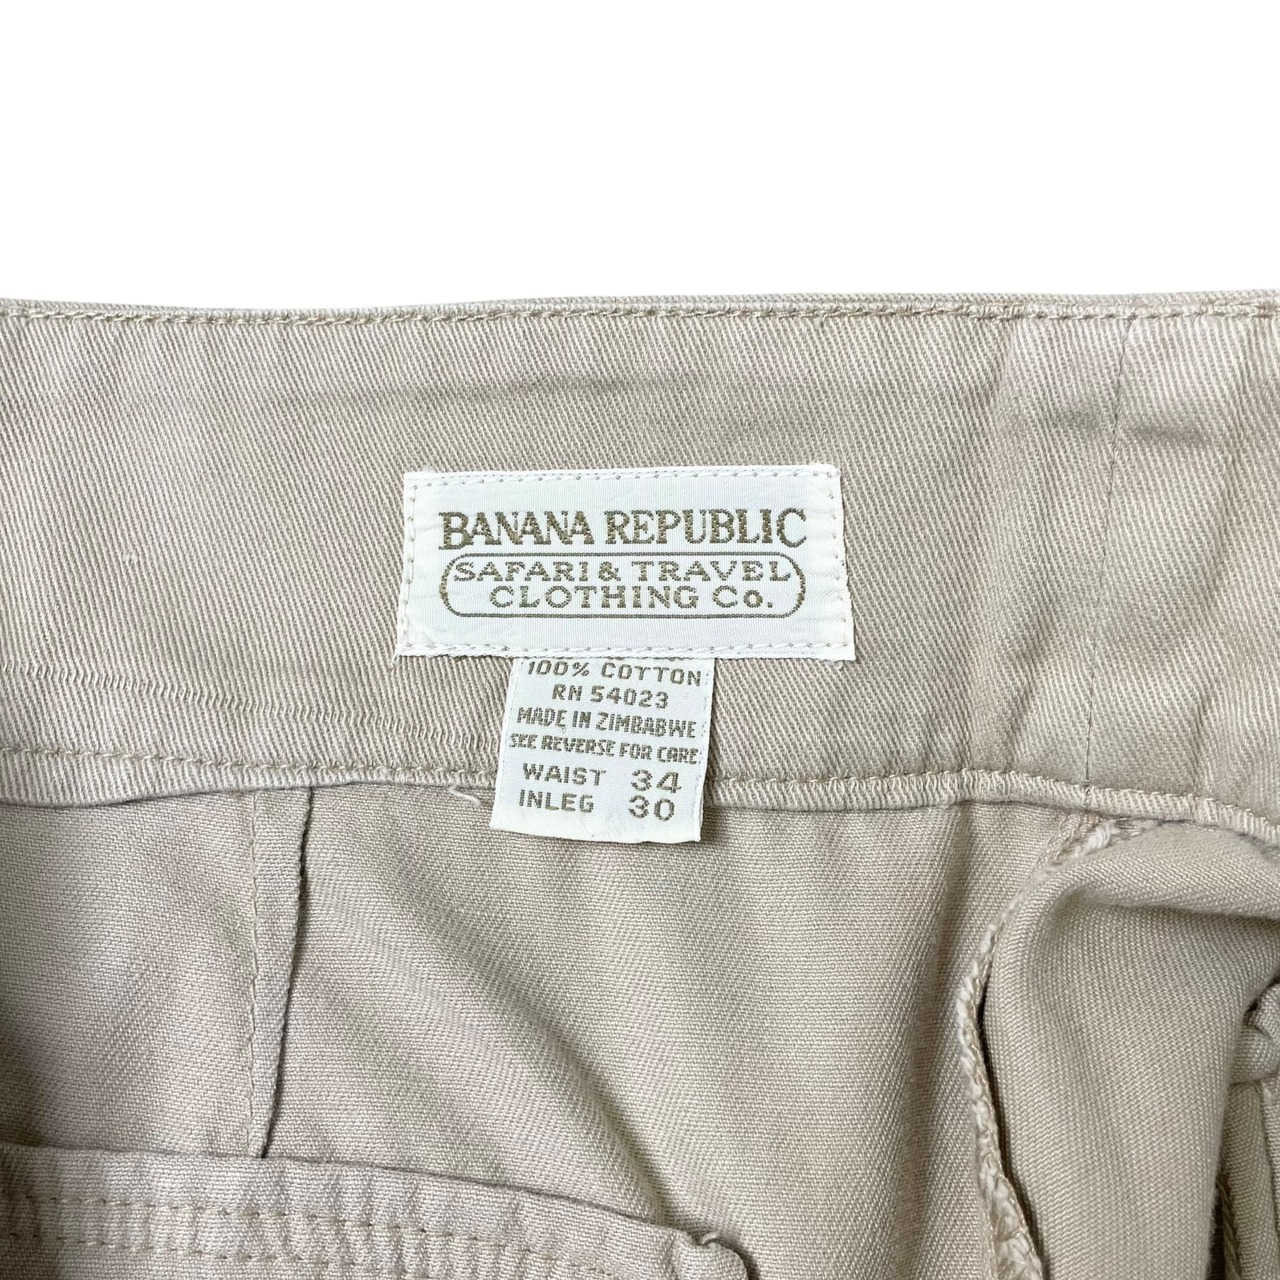 BANANA REPUBLIC
SAFARI & TRAVEL
CLOTHING Co.
100% COTTON
RN 54023
MADE IN ZIMBABWE
SEE REVERSE FOR CARE
WAIST 34
INLEG 30